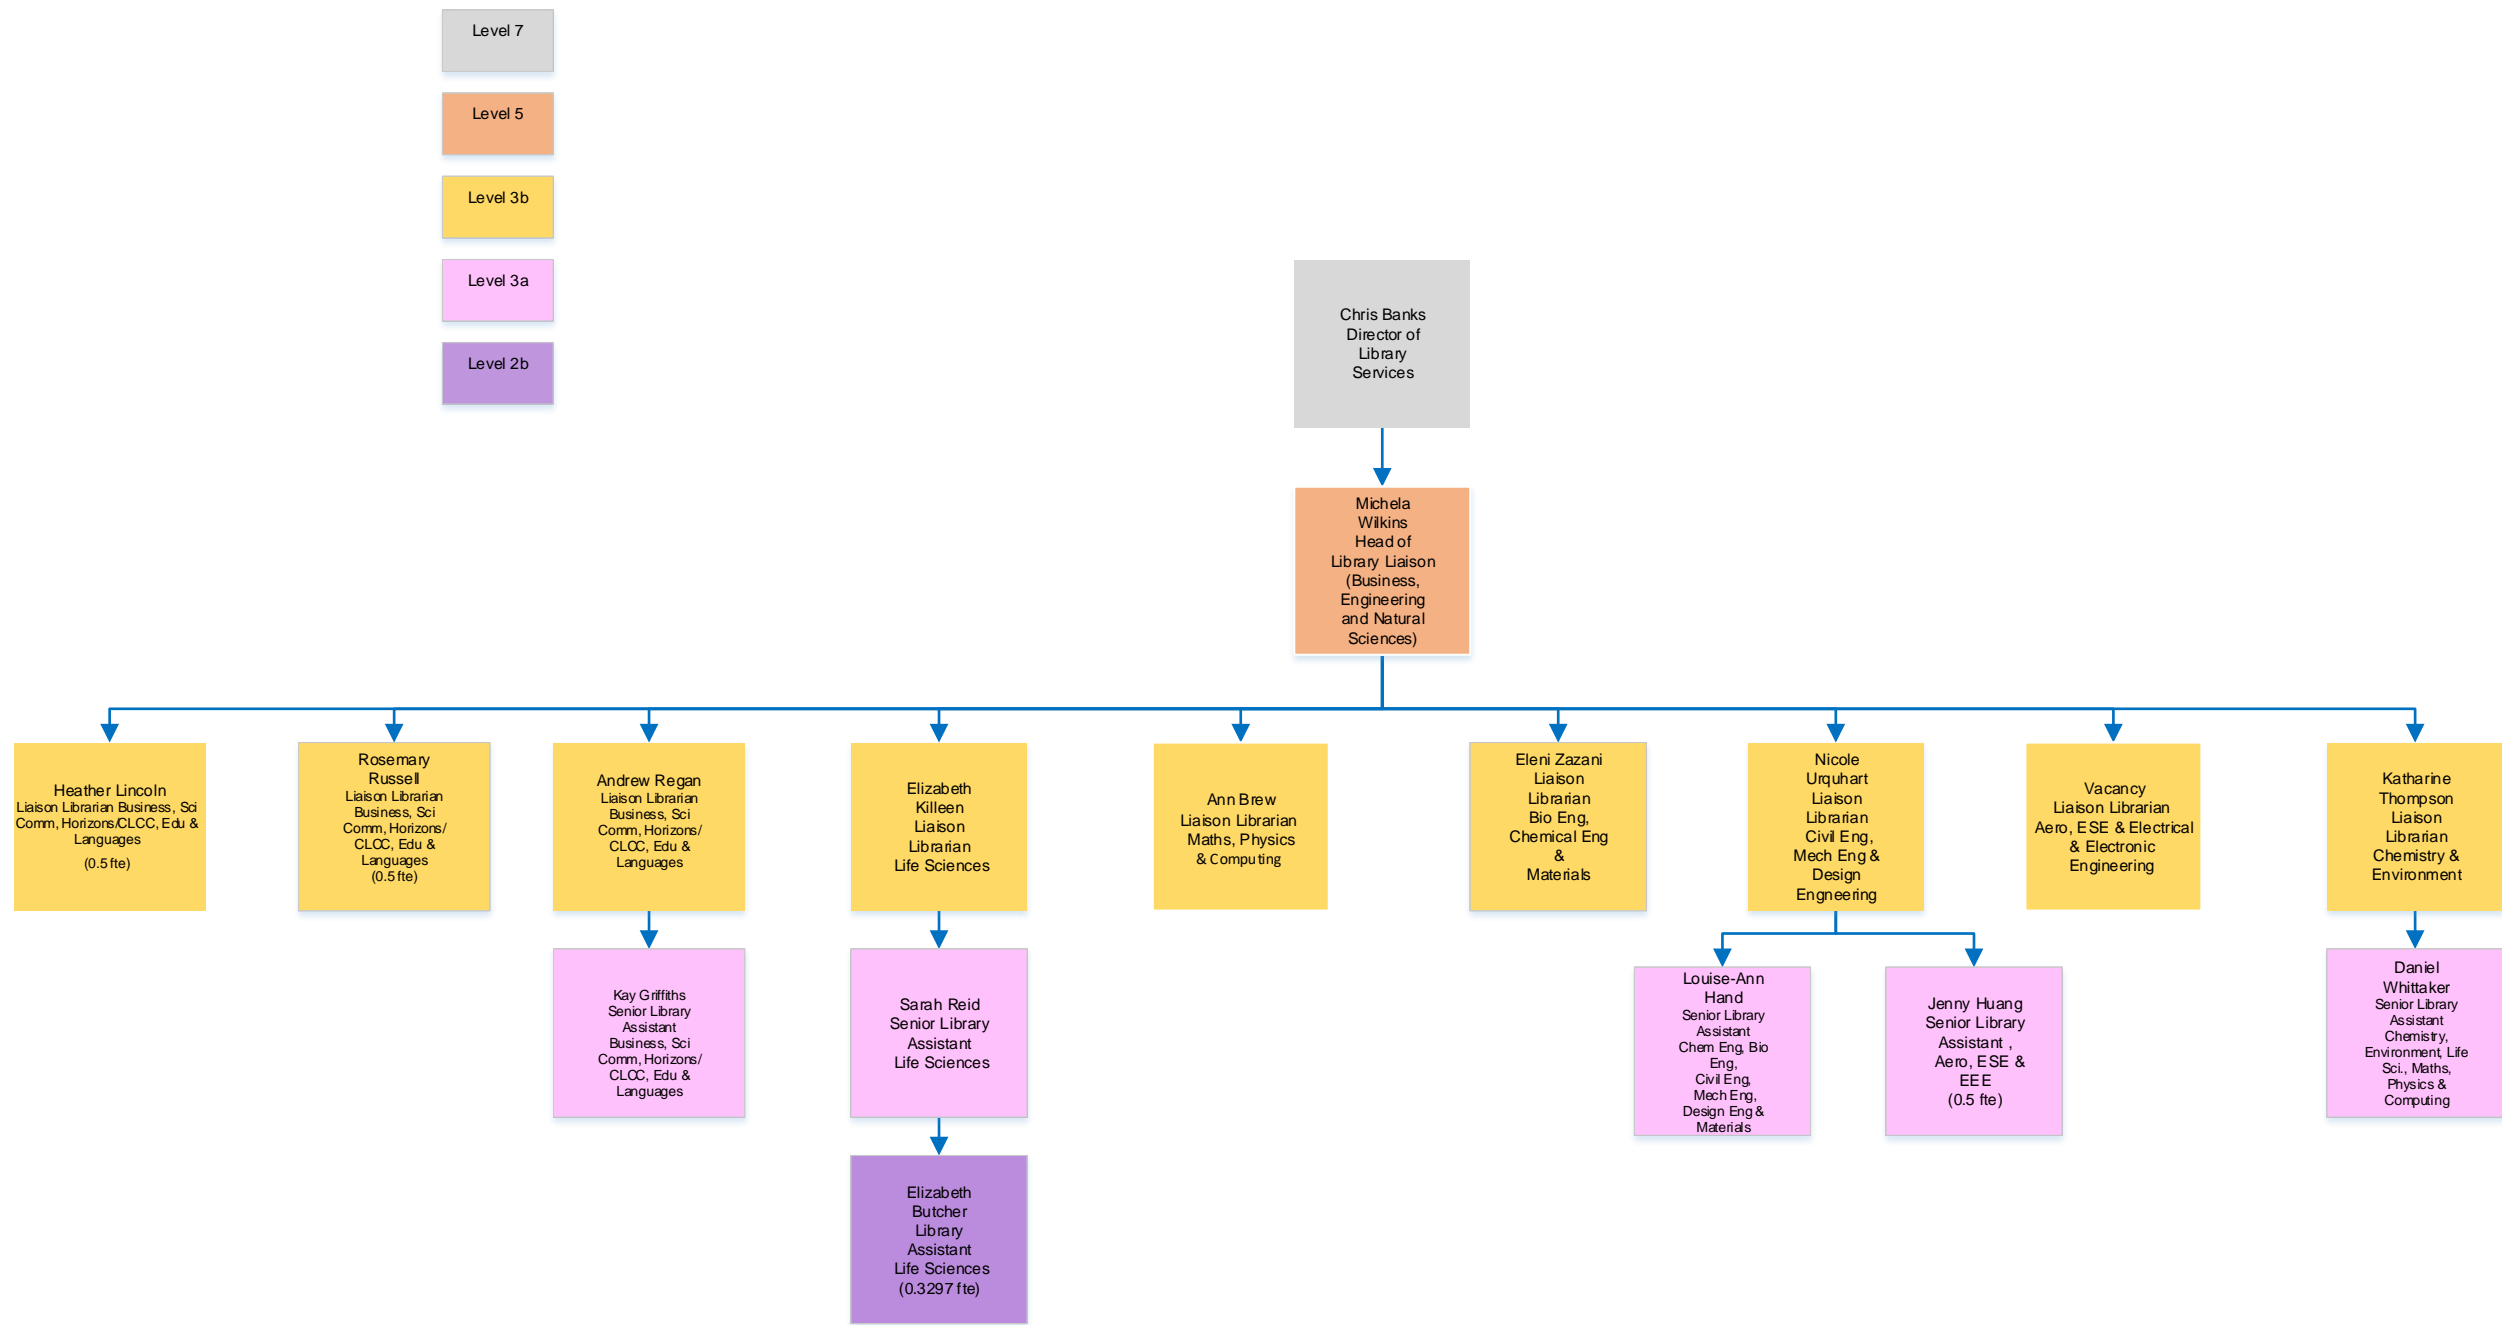 Level 7
Level 5
Level 3b
Level 3a
Level 2b
Chris Banks
Director of
Library
Services
Michela
Wilkins
Head of
Library Liaison
(Business,
Engineering
and Natural
Sciences)
Heather Lincoln
Liaison Librarian Business, Sci
Comm, Horizons/CLCC, Edu &
Languages
(0.5 fte)
Rosemary
Russell
Liaison Librarian
Business, Sci
Comm, Horizons/
CLCC, Edu &
Languages
(0.5 fte)
Andrew Regan
Liaison Librarian
Business, Sci
Comm, Horizons/
CLCC, Edu &
Languages
Elizabeth
Killeen
Liaison
Librarian
Life Sciences
Ann Brew
Liaison Librarian
Maths, Physics
& Computing
Eleni Zazani
Liaison
Librarian
Bio Eng,
Chemical Eng
&
Materials
Nicole
Urquhart
Liaison
Librarian
Civil Eng,
Mech Eng &
Design
Engneering
Vacancy
Liaison Librarian
Aero, ESE & Electrical
& Electronic
Engineering
Katharine
Thompson
Liaison
Librarian
Chemistry &
Environment
Kay Griffiths
Senior Library
Assistant
Business, Sci
Comm, Horizons/
CLCC, Edu &
Languages
Sarah Reid
Senior Library
Assistant
Life Sciences
Louise-Ann
Hand
Senior Library
Assistant
Chem Eng, Bio
Eng,
Civil Eng,
Mech Eng,
Design Eng &
Materials
Jenny Huang
Senior Library
Assistant ,
Aero, ESE &
EEE
(0.5 fte)
Daniel
Whittaker
Senior Library
Assistant
Chemistry,
Environment, Life
Sci., Maths,
Physics &
Computing
Elizabeth
Butcher
Library
Assistant
Life Sciences
(0.3297 fte)